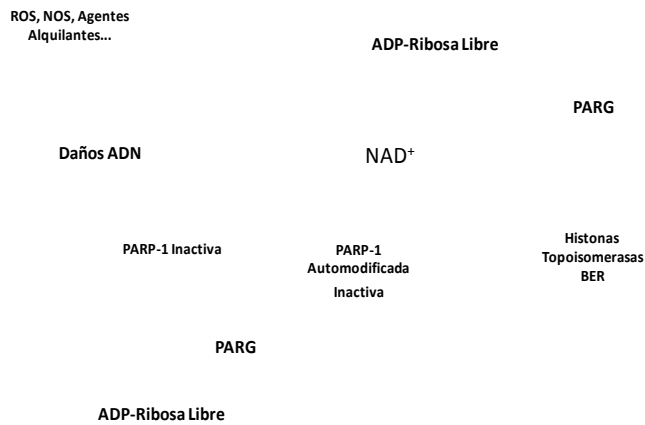 ROS, NOS, Agentes
Alquilantes...
ADP-Ribosa Libre
PARG
Daños ADN
NAD⁺
PARP-1 Inactiva
PARP-1
Automodificada
Inactiva
Histonas
Topoisomerasas
BER
PARG
ADP-Ribosa Libre